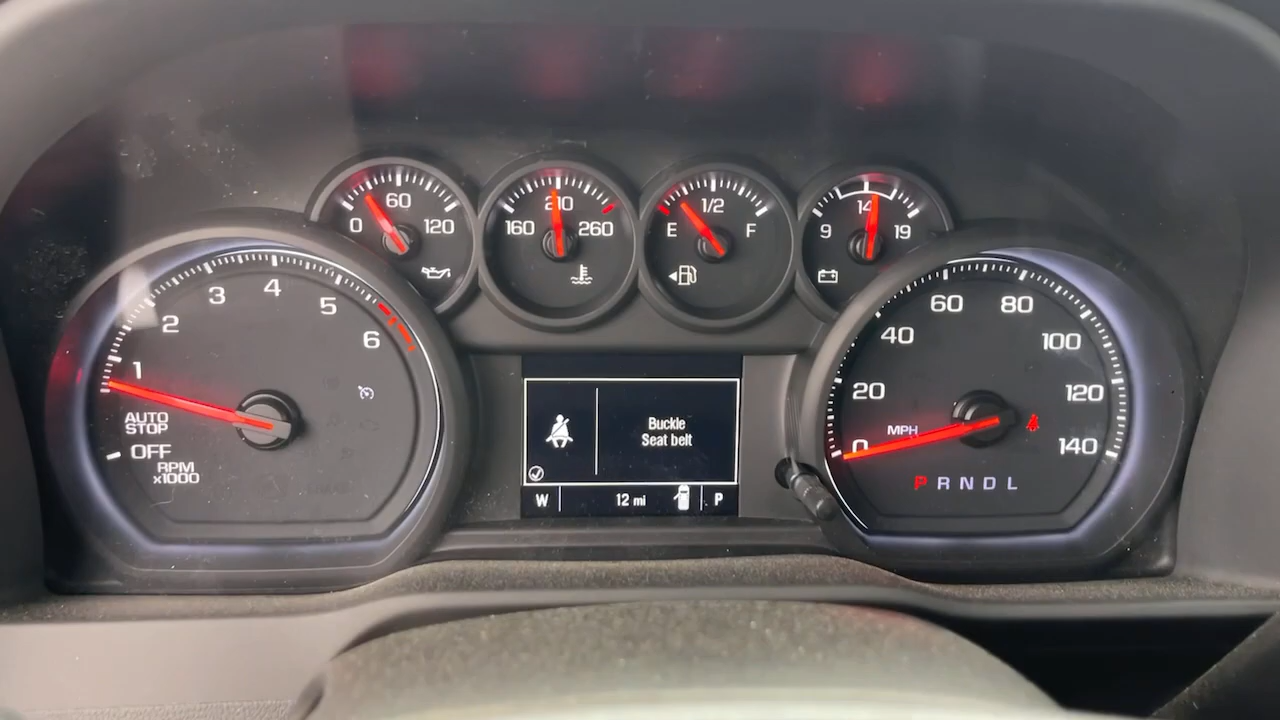 0 60 120
160 210 260
E 1/2 F
9 14 19
1 2 3 4 5 6
AUTO
STOP
OFF
RPM
x1000
Buckle
Seat belt
W 12 mi P
0 20 40 60 80 100 120 140
MPH
P R N D L